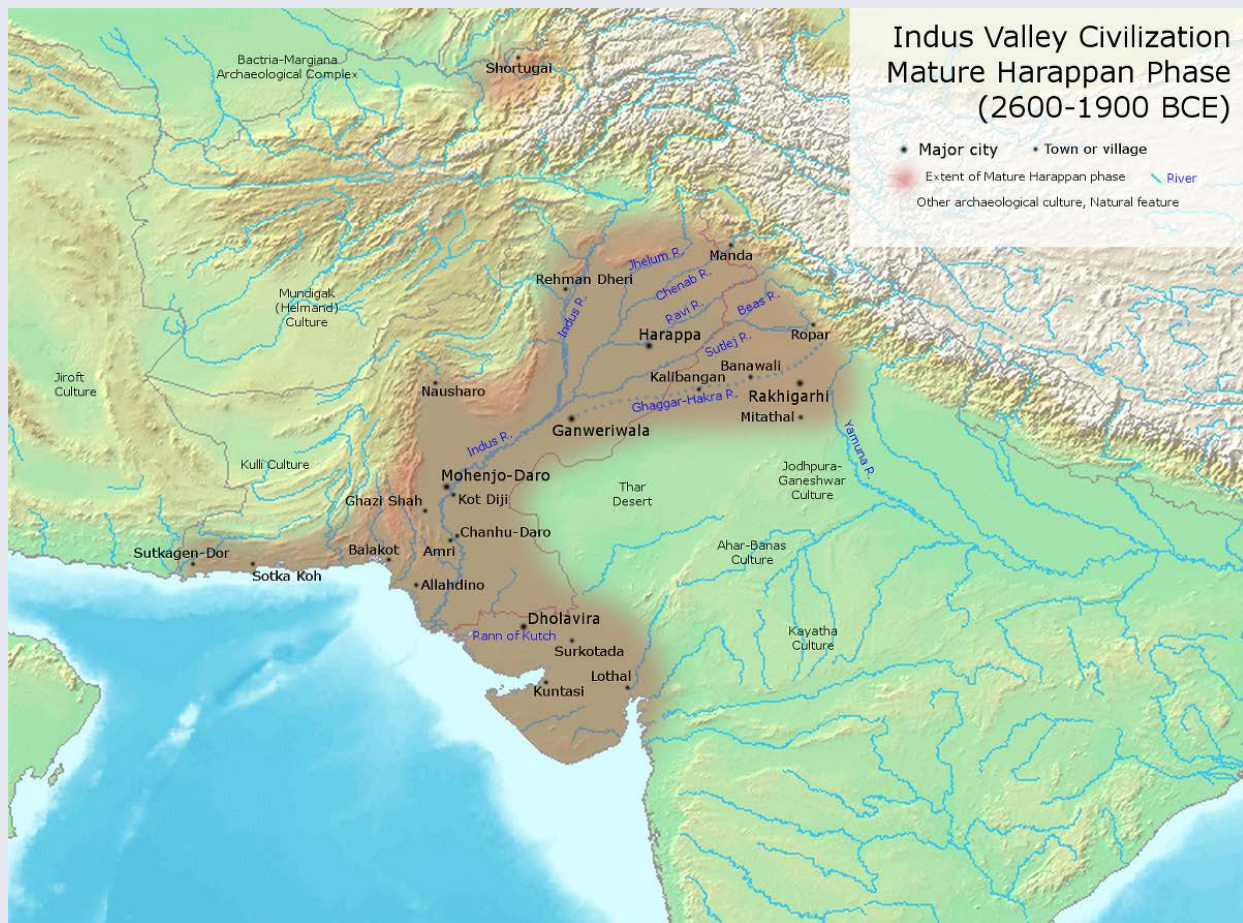 Indus Valley Civilization
Mature Harappan Phase
(2600-1900 BCE)
Major city
Town or village
Extent of Mature Harappan phase
River
Other archaeological culture, Natural feature
Bactria-Margiana
Archaeological Complex
Shortugai
Manda
Jhelum R.
Rehman Dheri
Chenab R.
Mundigak
(Helmand)
Culture
Indus R.
Ravi R.
Beas R.
Harappa
Sutlej R.
Ropar
Jiroft
Culture
Nausharo
Kalibangan
Banawali
Rakhigarhi
Ghaggar-Hakra R.
Mitathal
Ganweriwala
Indus R.
Yamuna R.
Kulli Culture
Mohenjo-Daro
Kot Diji
Ghazi Shah
Thar
Desert
Jodhpura-
Ganeshwar
Culture
Chanhu-Daro
Amri
Sutkagen-Dor
Balakot
Sotka Koh
Ahar-Banas
Culture
Allahdino
Dholavira
Rann of Kutch
Surkotada
Kayatha
Culture
Lothal
Kuntasi